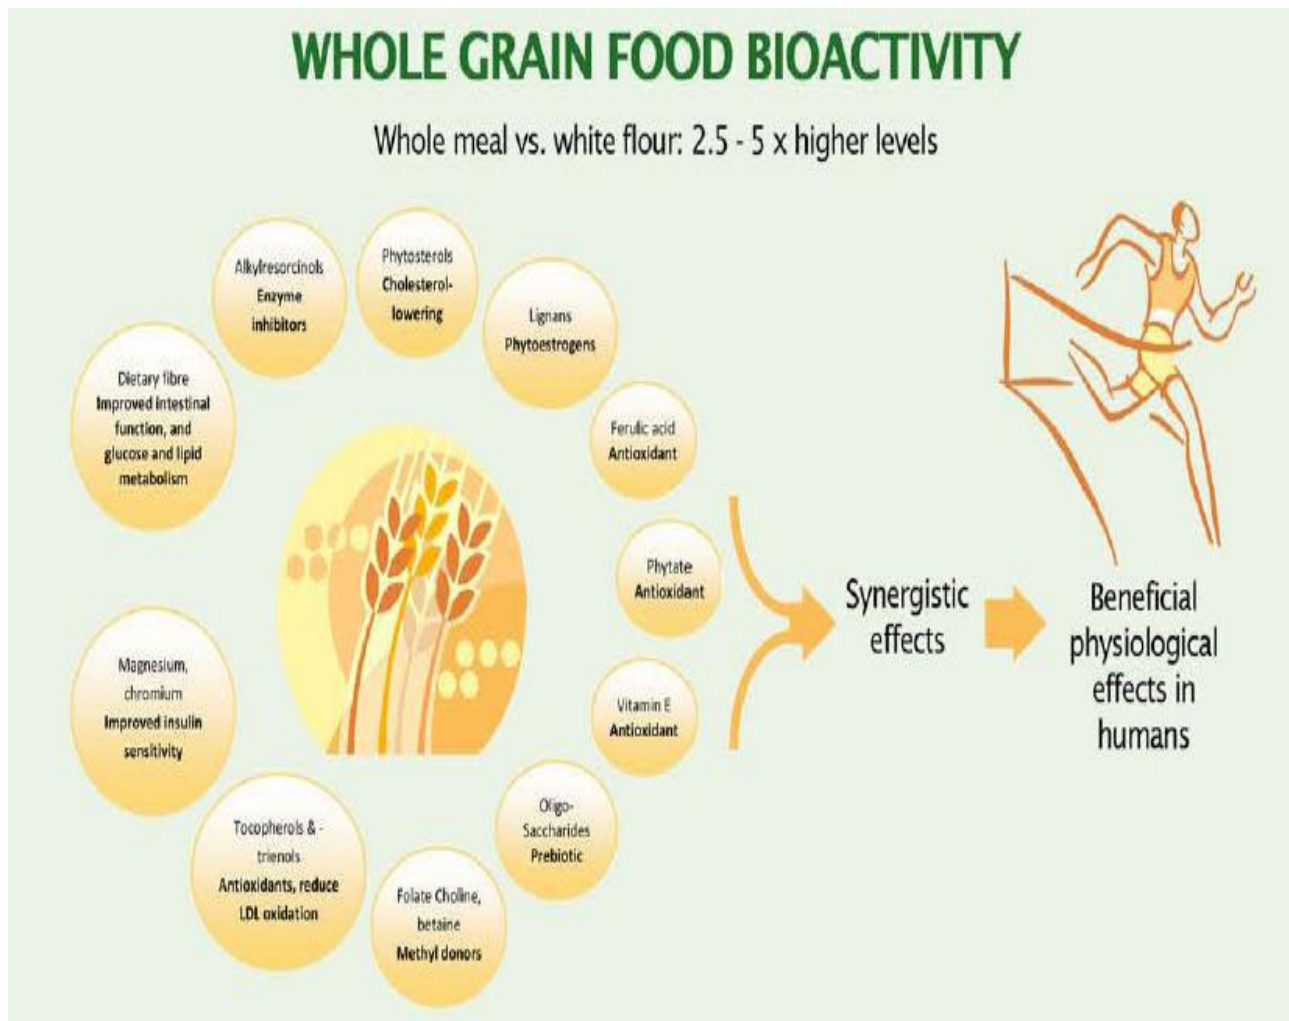 WHOLE GRAIN FOOD BIOACTIVITY
Whole meal vs. white flour: 2.5 - 5 x higher levels
Phytosterols
Cholesterol-
lowering
Lignans
Phytoestrogens
Ferulic acid
Antioxidant
Phytate
Antioxidant
Vitamin E
Antioxidant
Oligo-
Saccharides
Prebiotic
Folate Choline,
betaine
Methyl donors
Tocopherols & -
trienols
Antioxidants, reduce
LDL oxidation
Magnesium,
chromium
Improved insulin
sensitivity
Dietary fibre
Improved intestinal
function, and
glucose and lipid
metabolism
Alkylresorcinols
Enzyme
inhibitors
Synergistic
effects
Beneficial
physiological
effects in
humans